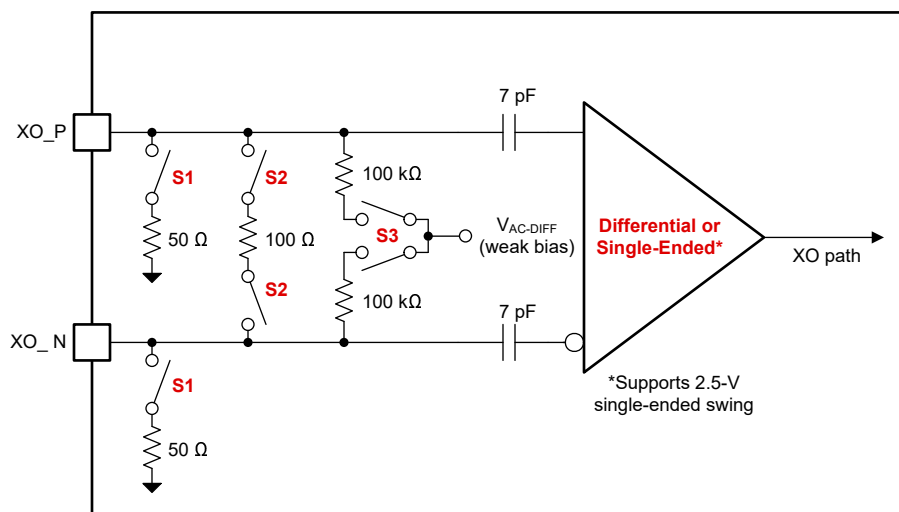 7 pF
XO_P
S1
S2
100 kΩ
50 Ω
100 Ω
S3
V_AC-DIFF
(weak bias)
Differential or
Single-Ended*
XO path
S2
100 kΩ
7 pF
XO_ N
S1
*Supports 2.5-V
single-ended swing
50 Ω